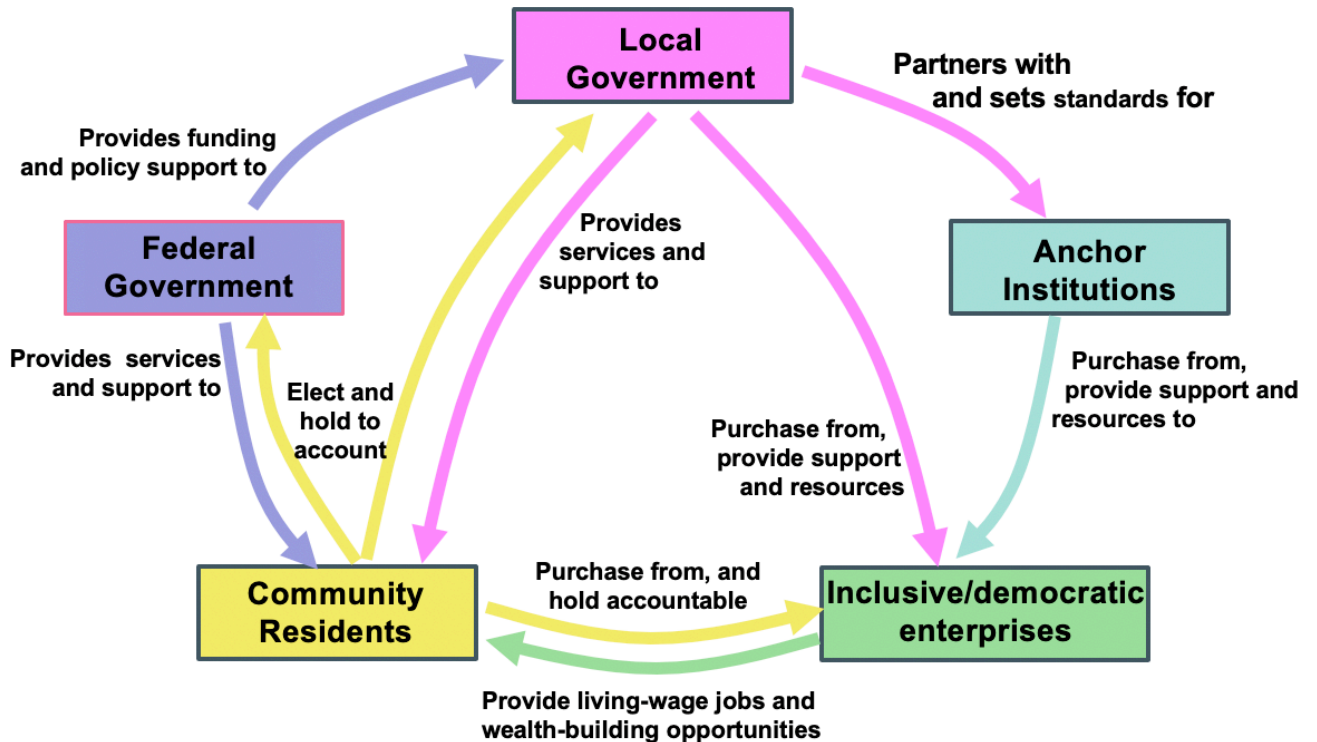 Local
Government
Partners with
and sets standards for
Provides funding
and policy support to
Federal
Government
Provides
services and
support to
Anchor
Institutions
Provides services
and support to
Elect and
hold to
account
Purchase from,
provide support and
resources to
Purchase from,
provide support
and resources
Community
Residents
Purchase from, and
hold accountable
Inclusive/democratic
enterprises
Provide living-wage jobs and
wealth-building opportunities